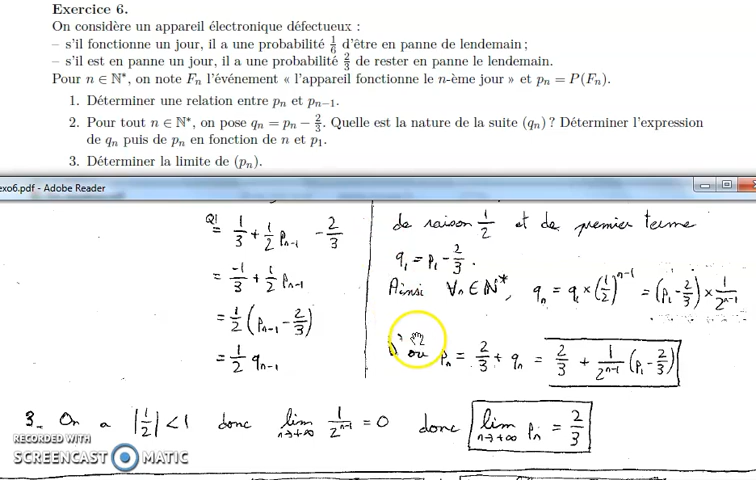 Exercice 6.
On considère un appareil électronique défectueux :
– s'il fonctionne un jour, il a une probabilité 1/6 d'être en panne de lendemain ;
– s'il est en panne un jour, il a une probabilité 2/3 de rester en panne le lendemain.
Pour n ∈ ℕ*, on note Fₙ l'événement « l'appareil fonctionne le n-ème jour » et pₙ = P(Fₙ).
1. Déterminer une relation entre pₙ et pₙ₋₁.
2. Pour tout n ∈ ℕ*, on pose qₙ = pₙ − 2/3. Quelle est la nature de la suite (qₙ) ? Déterminer l'expression
de qₙ puis de pₙ en fonction de n et p₁.
3. Déterminer la limite de (pₙ).
exo6.pdf - Adobe Reader
Q1
= 1/3 + 1/2 pₙ₋₁ − 2/3
= −1/3 + 1/2 pₙ₋₁
= 1/2 (pₙ₋₁ − 2/3)
= 1/2 qₙ₋₁
de raison 1/2 et de premier terme
q₁ = p₁ − 2/3.
Ainsi ∀n ∈ ℕ*, qₙ = q₁ × (1/2)ⁿ⁻¹ = (p₁ − 2/3) × 1/2ⁿ⁻¹
D'où pₙ = 2/3 + qₙ = 2/3 + 1/2ⁿ⁻¹ (p₁ − 2/3)
3. On a |1/2| < 1 donc lim n→+∞ 1/2ⁿ⁻¹ = 0 donc lim n→+∞ pₙ = 2/3
RECORDED WITH
SCREENCAST MATIC